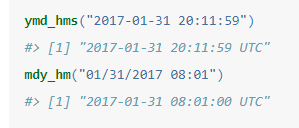 ymd_hms("2017-01-31 20:11:59")
#> [1] "2017-01-31 20:11:59 UTC"
mdy_hm("01/31/2017 08:01")
#> [1] "2017-01-31 08:01:00 UTC"